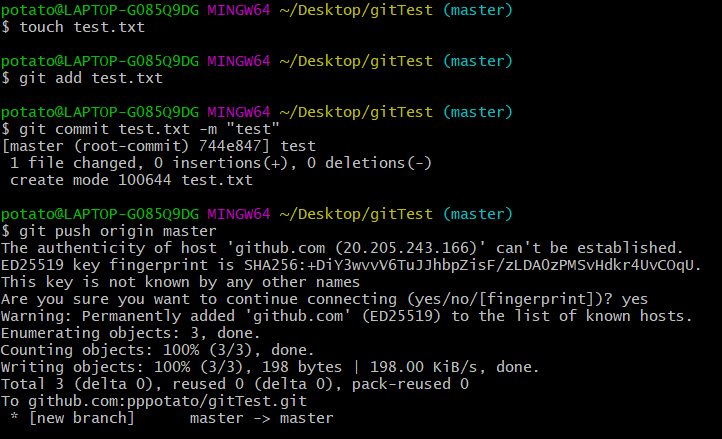 potato@LAPTOP-G085Q9DG MINGW64 ~/Desktop/gitTest (master)
$ touch test.txt
potato@LAPTOP-G085Q9DG MINGW64 ~/Desktop/gitTest (master)
$ git add test.txt
potato@LAPTOP-G085Q9DG MINGW64 ~/Desktop/gitTest (master)
$ git commit test.txt -m "test"
[master (root-commit) 744e847] test
1 file changed, 0 insertions(+), 0 deletions(-)
create mode 100644 test.txt
potato@LAPTOP-G085Q9DG MINGW64 ~/Desktop/gitTest (master)
$ git push origin master
The authenticity of host 'github.com (20.205.243.166)' can't be established.
ED25519 key fingerprint is SHA256:+DiY3wvvV6TuJJhbpZisF/zLDA0zPMSvHdkr4UvCOqU.
This key is not known by any other names
Are you sure you want to continue connecting (yes/no/[fingerprint])? yes
Warning: Permanently added 'github.com' (ED25519) to the list of known hosts.
Enumerating objects: 3, done.
Counting objects: 100% (3/3), done.
Writing objects: 100% (3/3), 198 bytes | 198.00 KiB/s, done.
Total 3 (delta 0), reused 0 (delta 0), pack-reused 0
To github.com:pppotato/gitTest.git
* [new branch]      master -> master